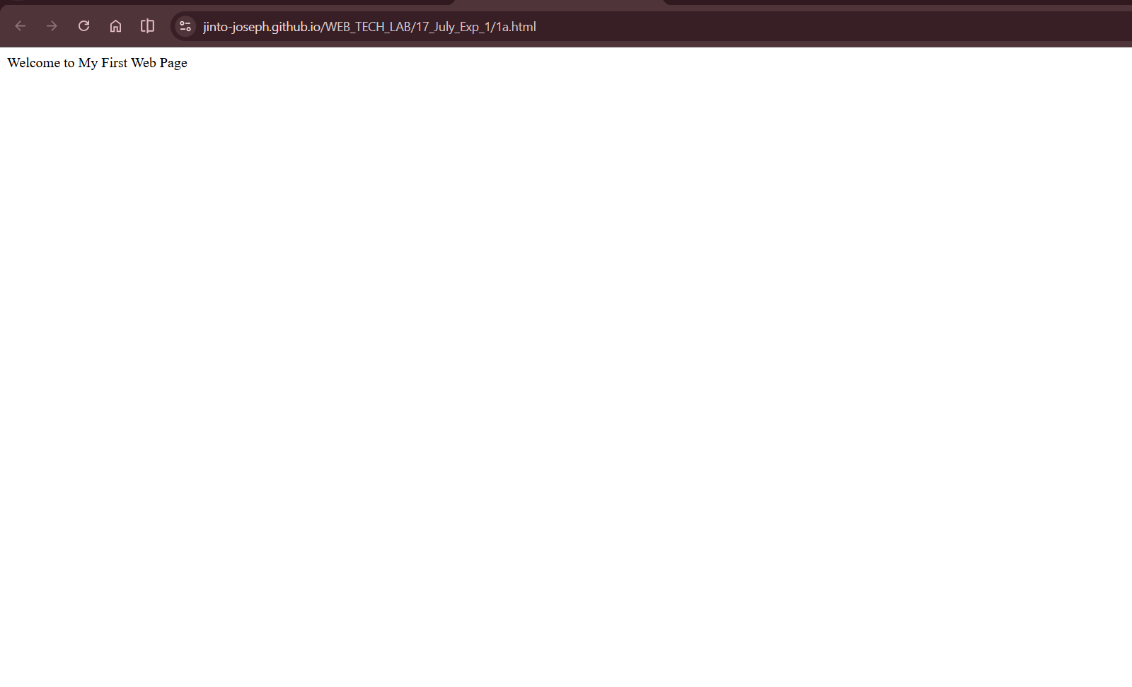 jinto-joseph.github.io/WEB_TECH_LAB/17_July_Exp_1/1a.html
Welcome to My First Web Page